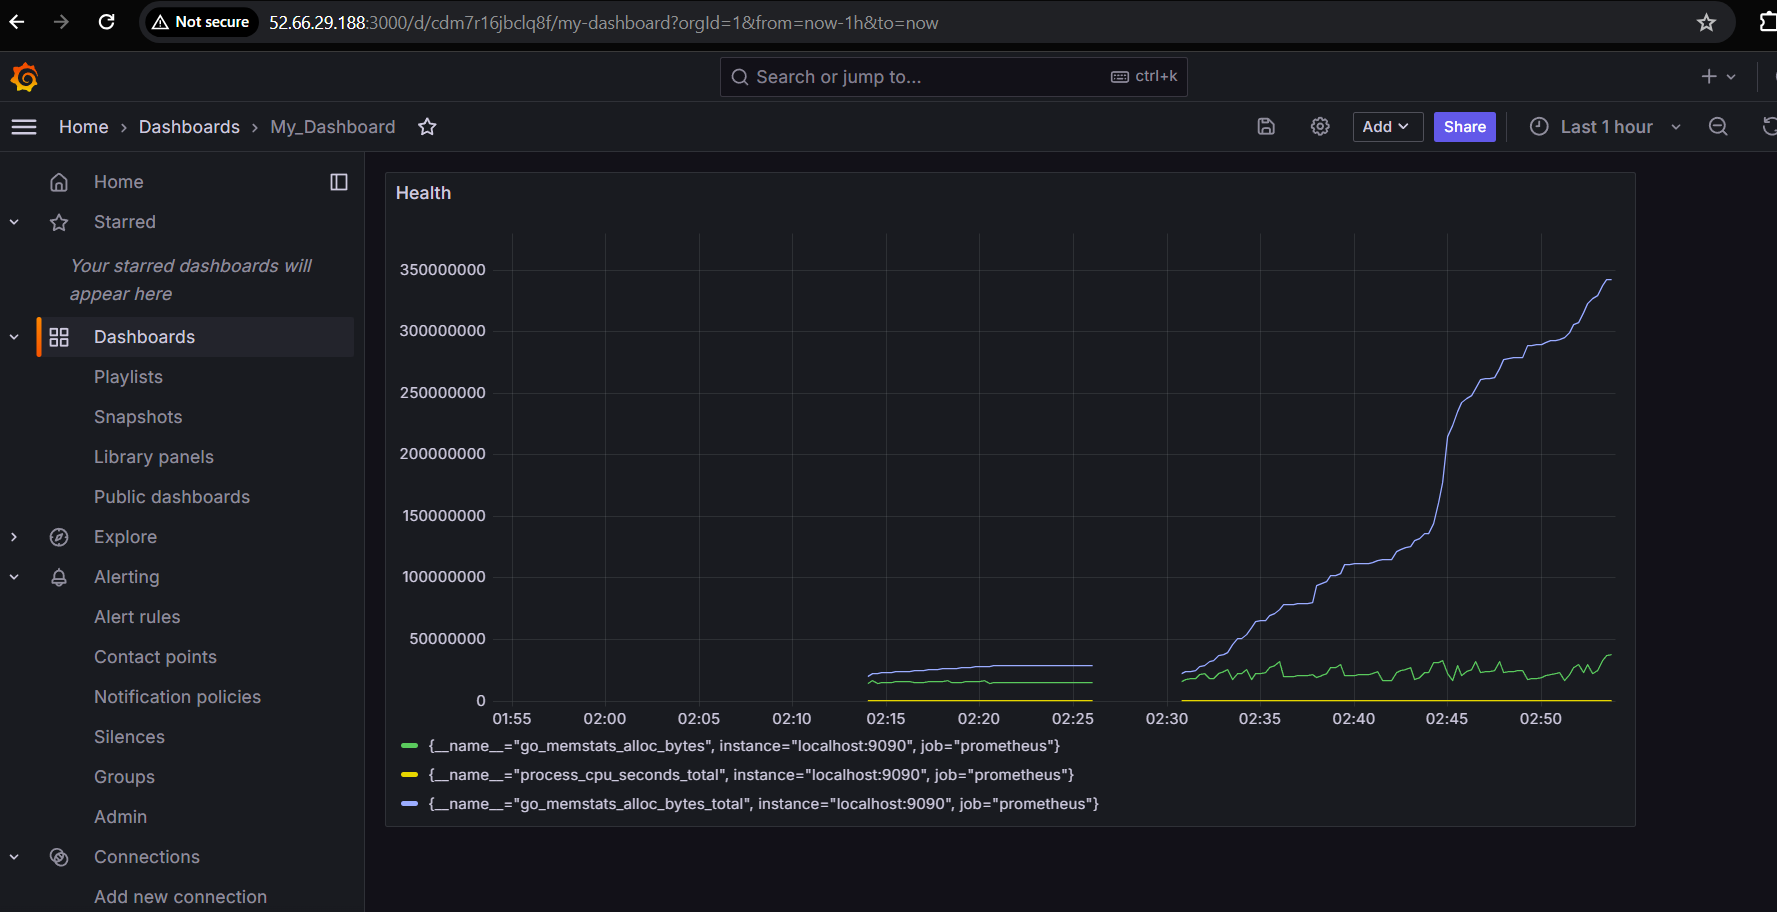 Not secure 52.66.29.188:3000/d/cdm7r16jbclq8f/my-dashboard?orgId=1&from=now-1h&to=now
Search or jump to... ctrl+k
Home › Dashboards › My_Dashboard
Add
Share
Last 1 hour
Home
Starred
Your starred dashboards will
appear here
Dashboards
Playlists
Snapshots
Library panels
Public dashboards
Explore
Alerting
Alert rules
Contact points
Notification policies
Silences
Groups
Admin
Connections
Add new connection
Health
350000000
300000000
250000000
200000000
150000000
100000000
50000000
0
01:55 02:00 02:05 02:10 02:15 02:20 02:25 02:30 02:35 02:40 02:45 02:50
{__name__="go_memstats_alloc_bytes", instance="localhost:9090", job="prometheus"}
{__name__="process_cpu_seconds_total", instance="localhost:9090", job="prometheus"}
{__name__="go_memstats_alloc_bytes_total", instance="localhost:9090", job="prometheus"}